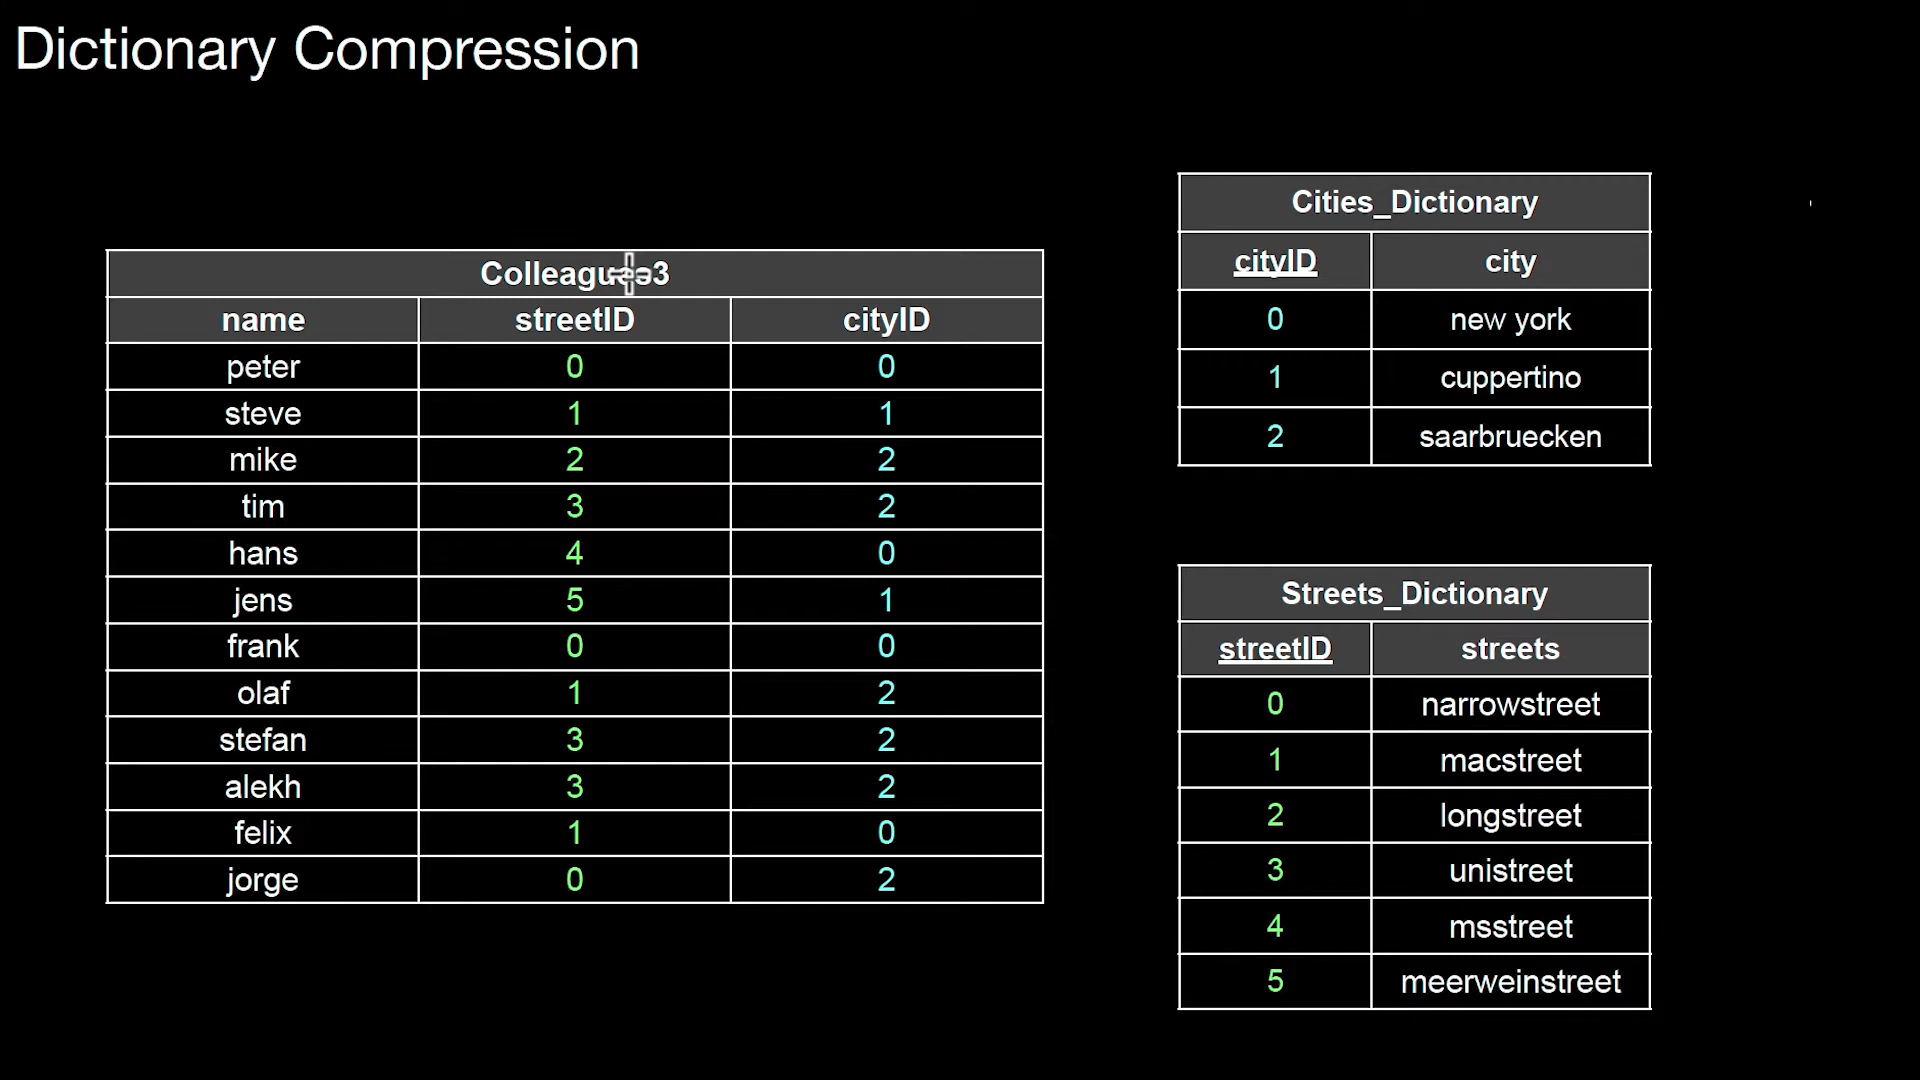 Dictionary Compression
Colleagues3
name streetID cityID
peter 0 0
steve 1 1
mike 2 2
tim 3 2
hans 4 0
jens 5 1
frank 0 0
olaf 1 2
stefan 3 2
alekh 3 2
felix 1 0
jorge 0 2
Cities_Dictionary
cityID city
0 new york
1 cuppertino
2 saarbruecken
Streets_Dictionary
streetID streets
0 narrowstreet
1 macstreet
2 longstreet
3 unistreet
4 msstreet
5 meerweinstreet